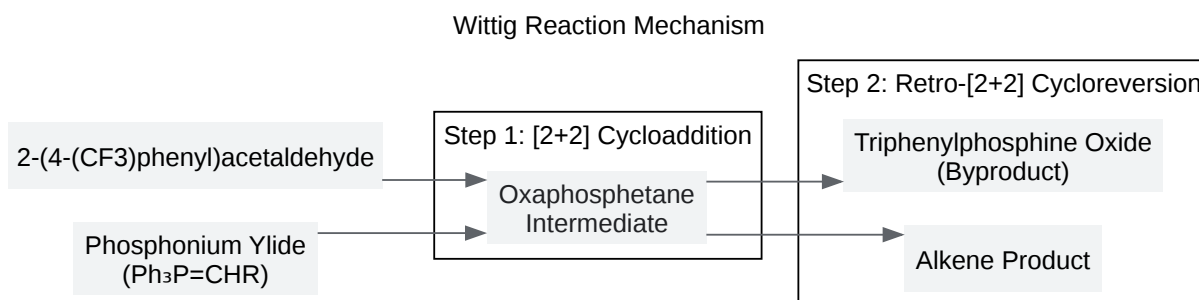 Wittig Reaction Mechanism
Step 2: Retro-[2+2] Cycloreversion
Step 1: [2+2] Cycloaddition
2-(4-(CF3)phenyl)acetaldehyde
Triphenylphosphine Oxide
(Byproduct)
Oxaphosphetane
Intermediate
Phosphonium Ylide
(Ph₃P=CHR)
Alkene Product